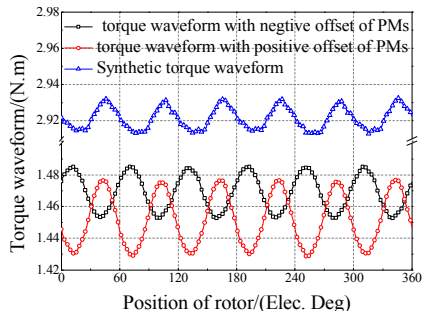 2.98
torque waveform with negtive offset of PMs
torque waveform with positive offset of PMs
2.96
Synthetic torque waveform
2.94
2.92
1.48
1.46
1.44
1.42
Torque waveform/(N.m)
0 60 120 180 240 300 360
Position of rotor/(Elec. Deg)